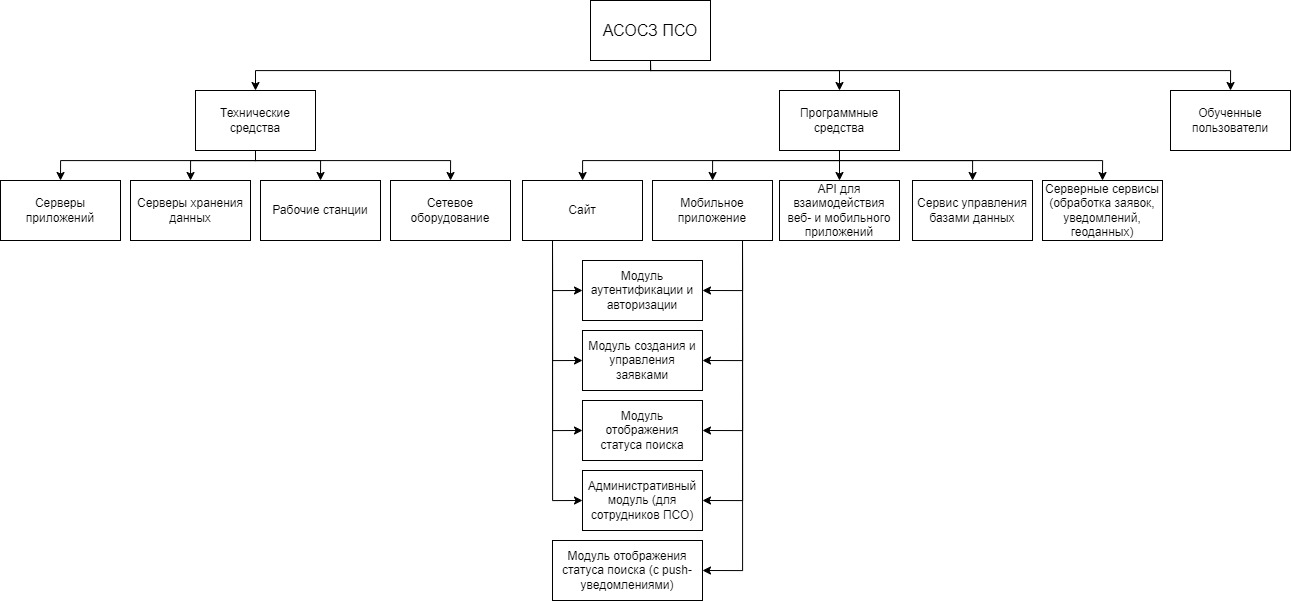 АСОСЗ ПСО
Технические
средства
Программные
средства
Обученные
пользователи
Серверы
приложений
Серверы хранения
данных
Рабочие станции
Сетевое
оборудование
Сайт
Мобильное
приложение
API для
взаимодействия
веб- и мобильного
приложений
Сервис управления
базами данных
Серверные сервисы
(обработка заявок,
уведомлений,
геоданных)
Модуль
аутентификации и
авторизации
Модуль создания и
управления
заявками
Модуль
отображения
статуса поиска
Административный
модуль (для
сотрудников ПСО)
Модуль отображения
статуса поиска (с push-
уведомлениями)